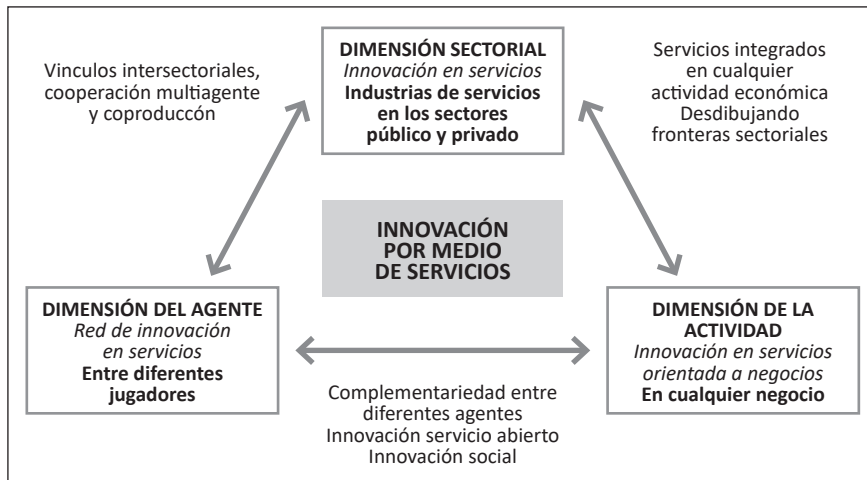 DIMENSIÓN SECTORIAL
Innovación en servicios
Industrias de servicios
en los sectores
público y privado
Vinculos intersectoriales,
cooperación multiagente
y coproduccón
Servicios integrados
en cualquier
actividad económica
Desdibujando
fronteras sectoriales
INNOVACIÓN
POR MEDIO
DE SERVICIOS
DIMENSIÓN DEL AGENTE
Red de innovación
en servicios
Entre diferentes
jugadores
DIMENSIÓN DE LA
ACTIVIDAD
Innovación en servicios
orientada a negocios
En cualquier negocio
Complementariedad entre
diferentes agentes
Innovación servicio abierto
Innovación social